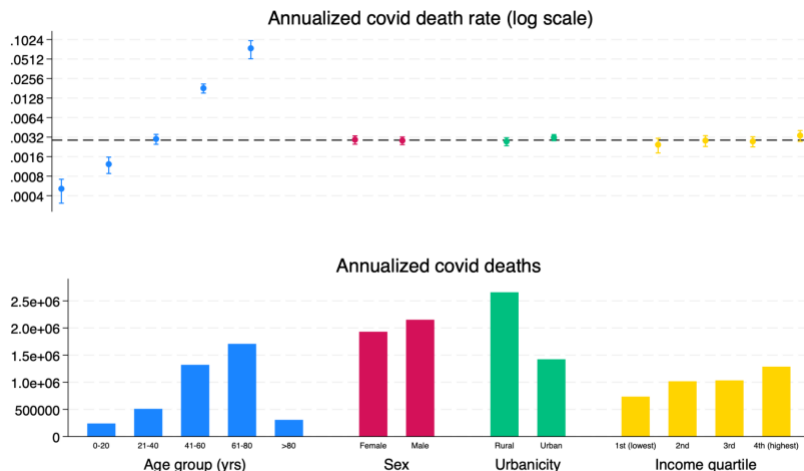 Annualized covid death rate (log scale)
.1024
.0512
.0256
.0128
.0064
.0032
.0016
.0008
.0004
Annualized covid deaths
2.5e+06
2.0e+06
1.5e+06
1.0e+06
500000
0
0-20 21-40 41-60 61-80 >80 Female Male Rural Urban 1st (lowest) 2nd 3rd 4th (highest)
Age group (yrs) Sex Urbanicity Income quartile